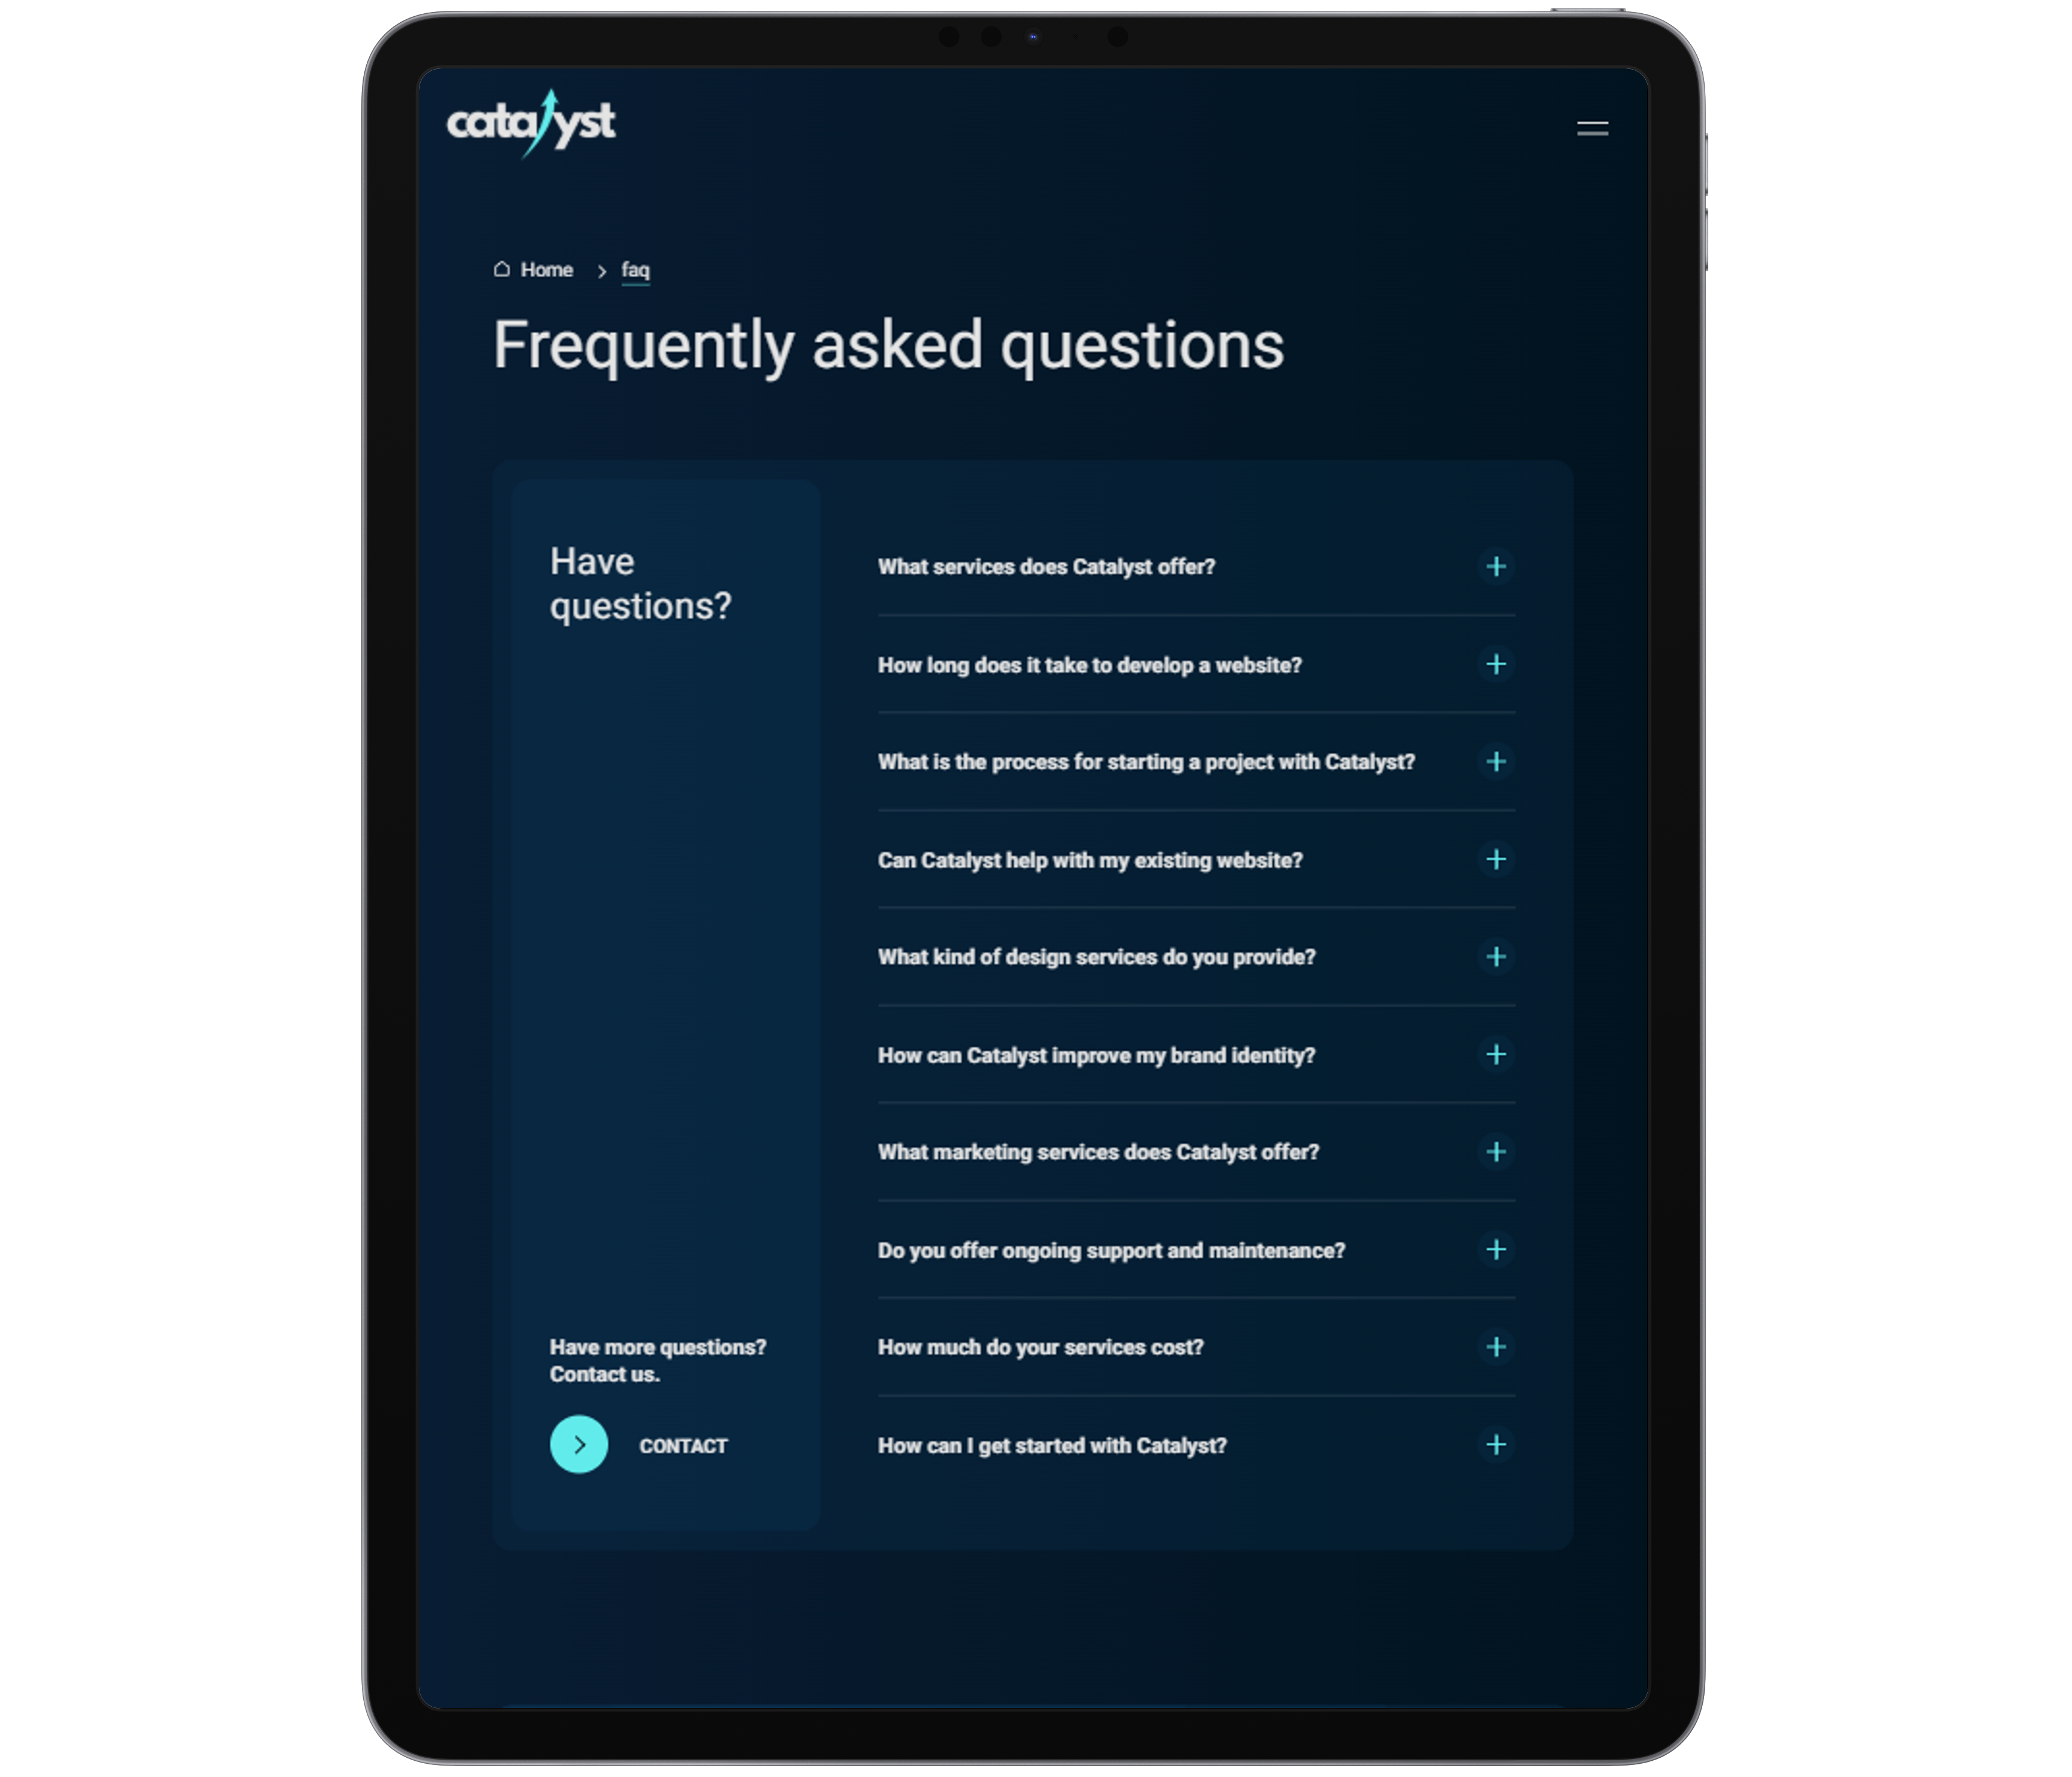 catalyst
Home > faq
Frequently asked questions
Have
questions?
What services does Catalyst offer?
How long does it take to develop a website?
What is the process for starting a project with Catalyst?
Can Catalyst help with my existing website?
What kind of design services do you provide?
How can Catalyst improve my brand identity?
What marketing services does Catalyst offer?
Do you offer ongoing support and maintenance?
How much do your services cost?
How can I get started with Catalyst?
Have more questions?
Contact us.
CONTACT